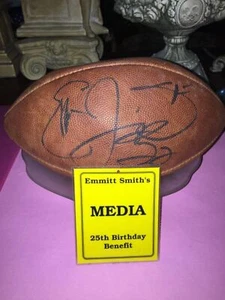 Emmitt Smith's
MEDIA
25th Birthday
Benefit